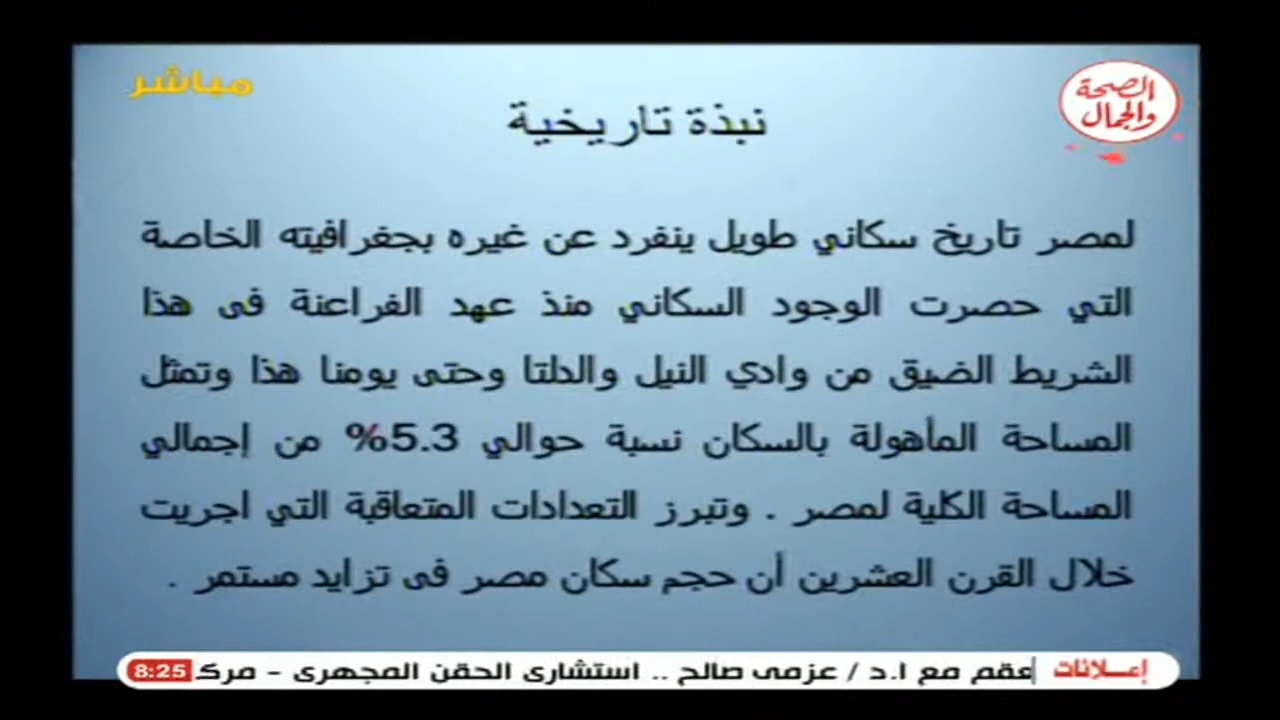 مباشر
الصحة
والجمال
نبذة تاريخية
لمصر تاريخ سكاني طويل ينفرد عن غيره بجغرافيته الخاصة
التي حصرت الوجود السكاني منذ عهد الفراعنة فى هذا
الشريط الضيق من وادي النيل والدلتا وحتى يومنا هذا وتمثل
المساحة المأهولة بالسكان نسبة حوالي 5.3% من إجمالي
المساحة الكلية لمصر . وتبرز التعدادات المتعاقبة التي اجريت
خلال القرن العشرين أن حجم سكان مصر فى تزايد مستمر .
إعلانات عقم مع ا.د / عزمى صالح .. استشارى الحقن المجهرى - مرك 8:25